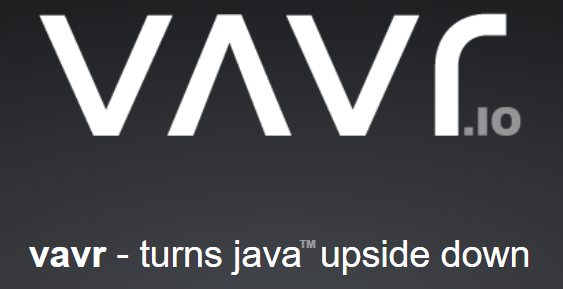 vavr
.IO
vavr - turns java™ upside down